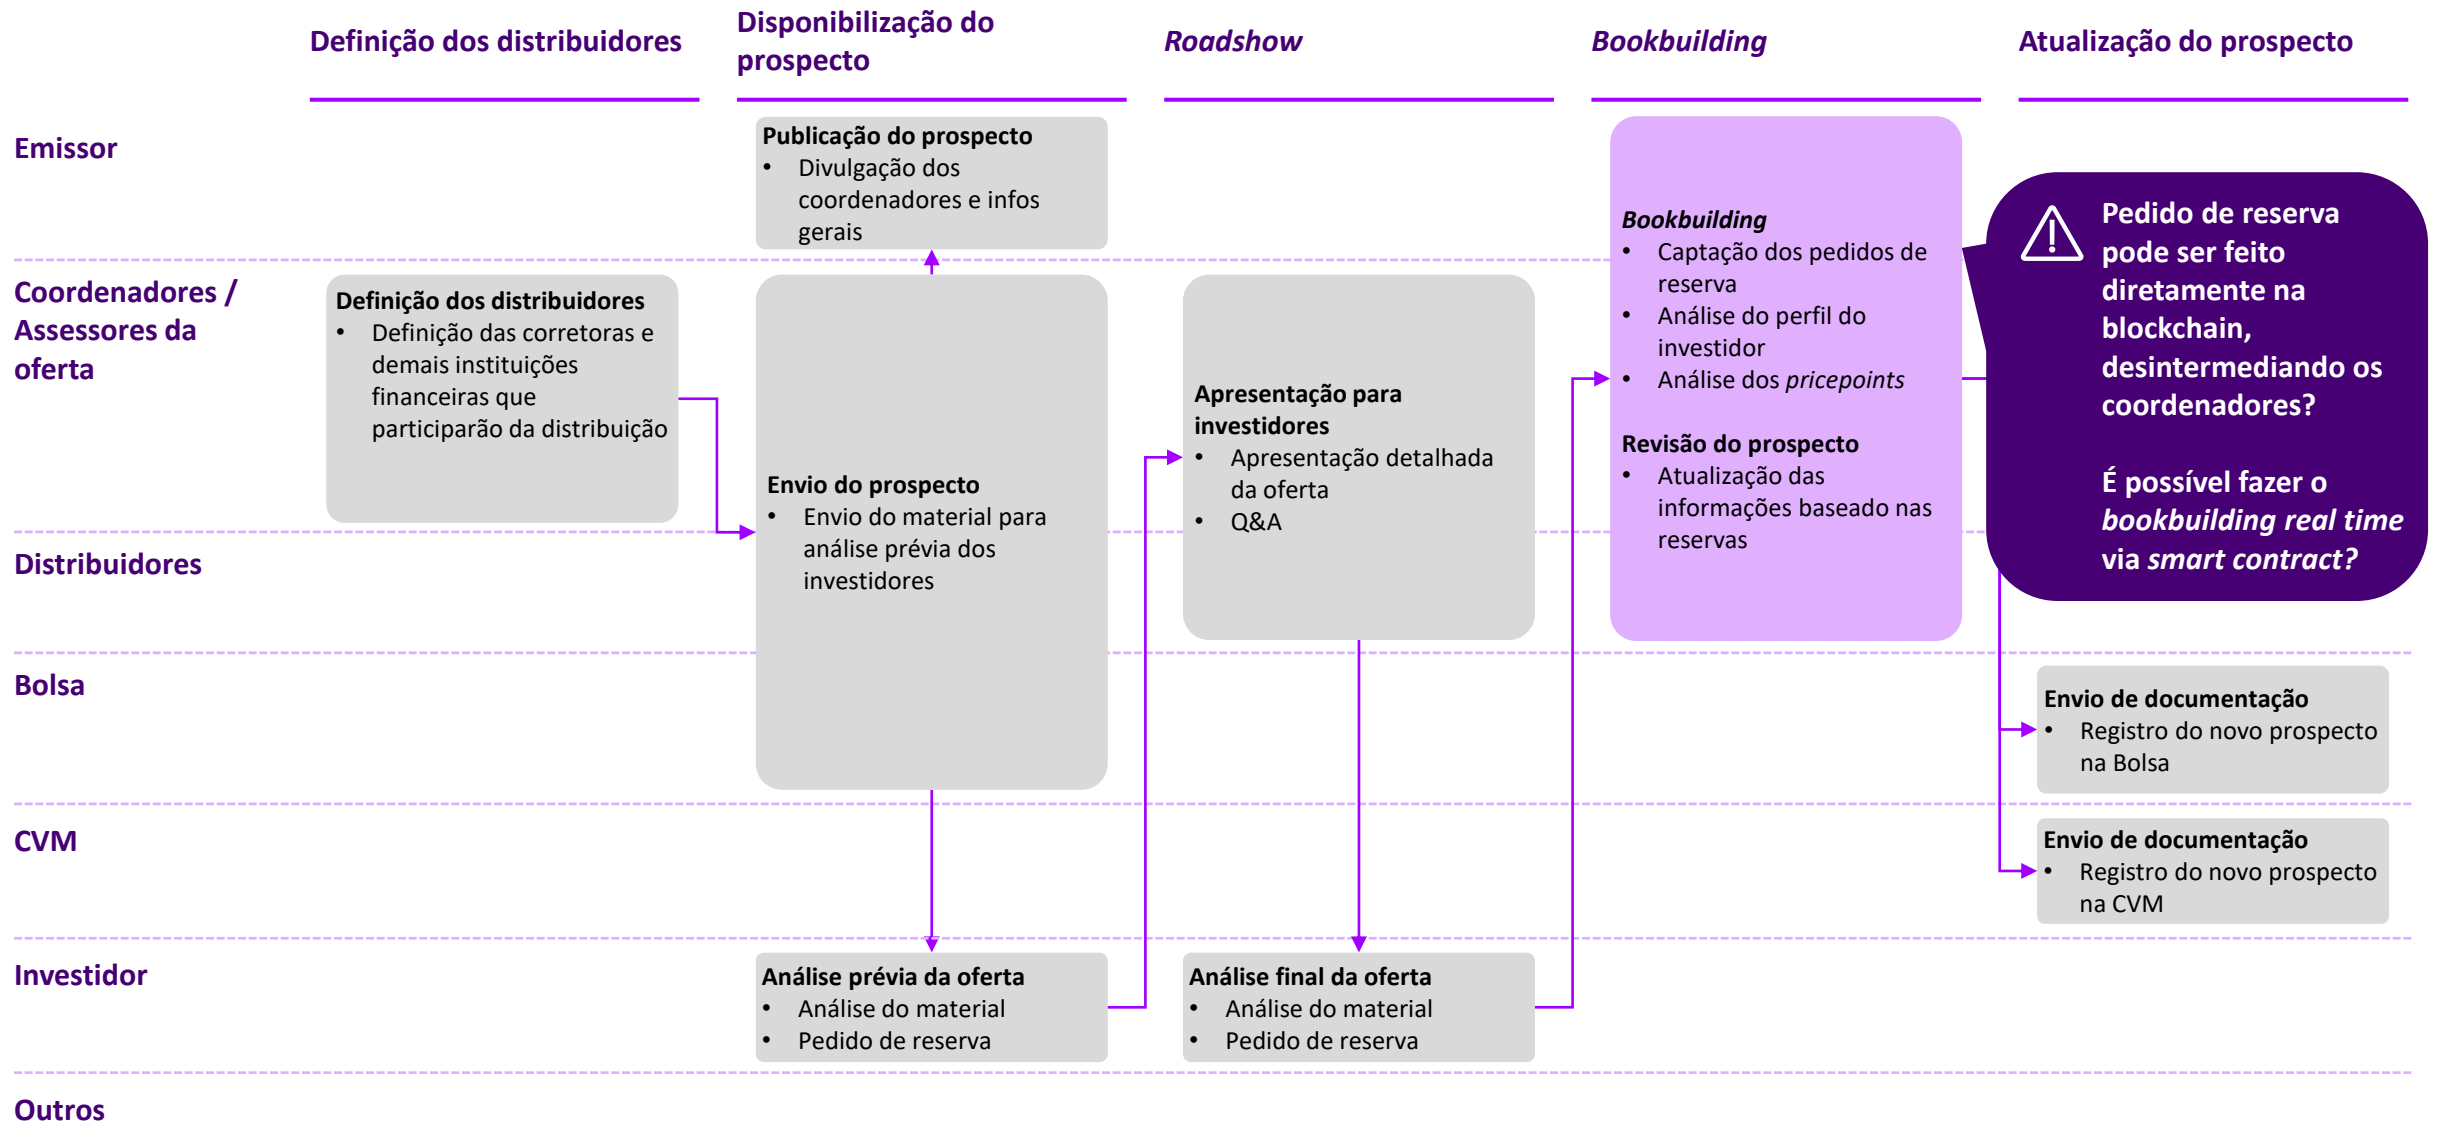 Definição dos distribuidores
Disponibilização do
prospecto
Roadshow
Bookbuilding
Atualização do prospecto
Emissor
Publicação do prospecto
• Divulgação dos
coordenadores e infos
gerais
Coordenadores /
Assessores da
oferta
Definição dos distribuidores
• Definição das corretoras e
demais instituições
financeiras que
participarão da distribuição
Envio do prospecto
• Envio do material para
análise prévia dos
investidores
Apresentação para
investidores
• Apresentação detalhada
da oferta
• Q&A
Bookbuilding
• Captação dos pedidos de
reserva
• Análise do perfil do
investidor
• Análise dos pricepoints
Revisão do prospecto
• Atualização das
informações baseado nas
reservas
Pedido de reserva
pode ser feito
diretamente na
blockchain,
desintermediando os
coordenadores?
É possível fazer o
bookbuilding real time
via smart contract?
Distribuidores
Bolsa
Envio de documentação
• Registro do novo prospecto
na Bolsa
CVM
Envio de documentação
• Registro do novo prospecto
na CVM
Investidor
Análise prévia da oferta
• Análise do material
• Pedido de reserva
Análise final da oferta
• Análise do material
• Pedido de reserva
Outros